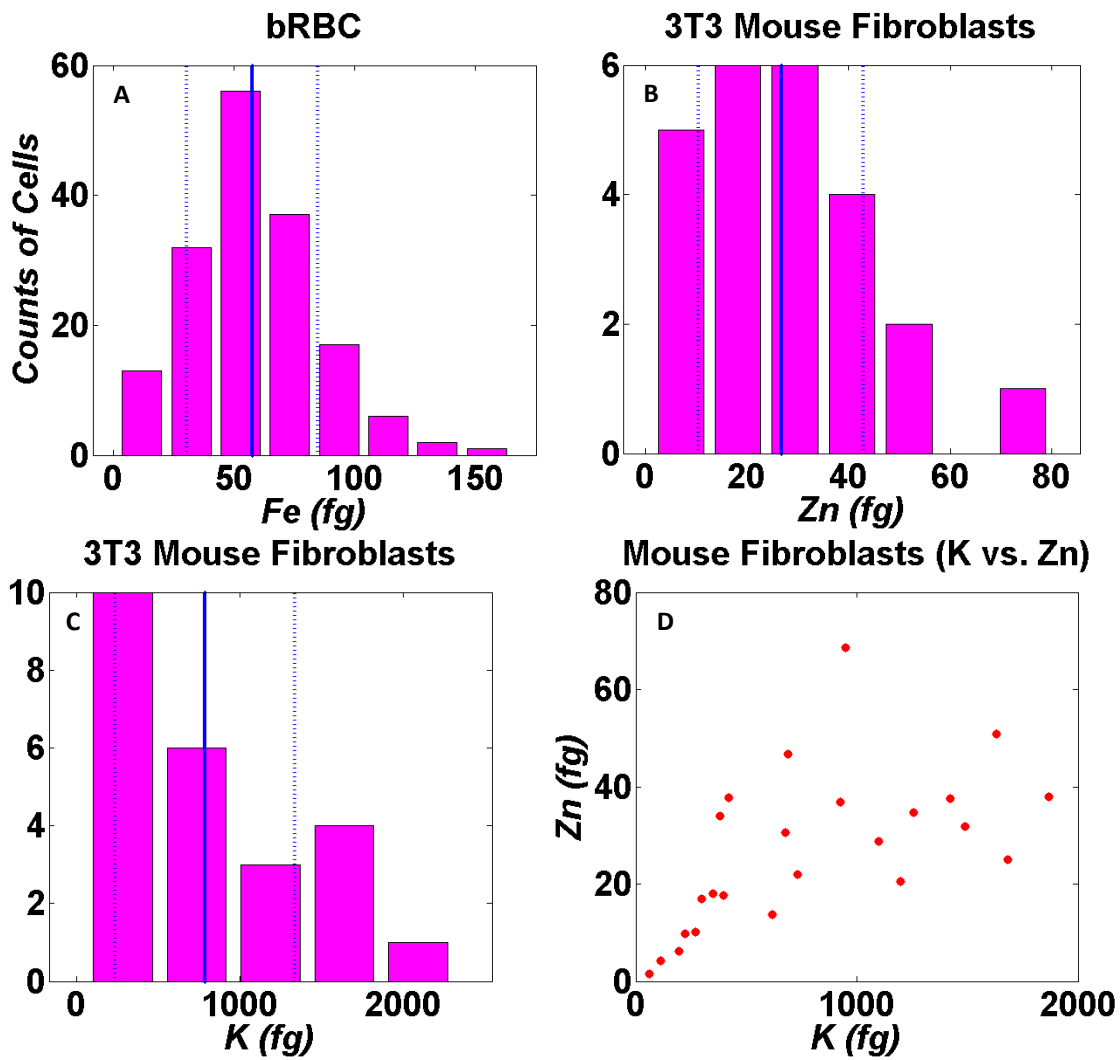 bRBC
A
60
40
20
0
Counts of Cells
0 50 100 150
Fe (fg)
3T3 Mouse Fibroblasts
B
6
4
2
0
0 20 40 60 80
Zn (fg)
3T3 Mouse Fibroblasts
C
10
8
6
4
2
0
0 1000 2000
K (fg)
Mouse Fibroblasts (K vs. Zn)
D
80
60
40
20
0
Zn (fg)
0 1000 2000
K (fg)